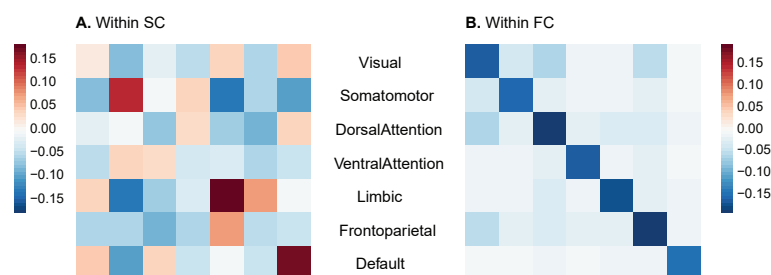 A. Within SC
B. Within FC
0.15
0.10
0.05
0.00
−0.05
−0.10
−0.15
Visual
Somatomotor
DorsalAttention
VentralAttention
Limbic
Frontoparietal
Default
0.15
0.10
0.05
0.00
−0.05
−0.10
−0.15